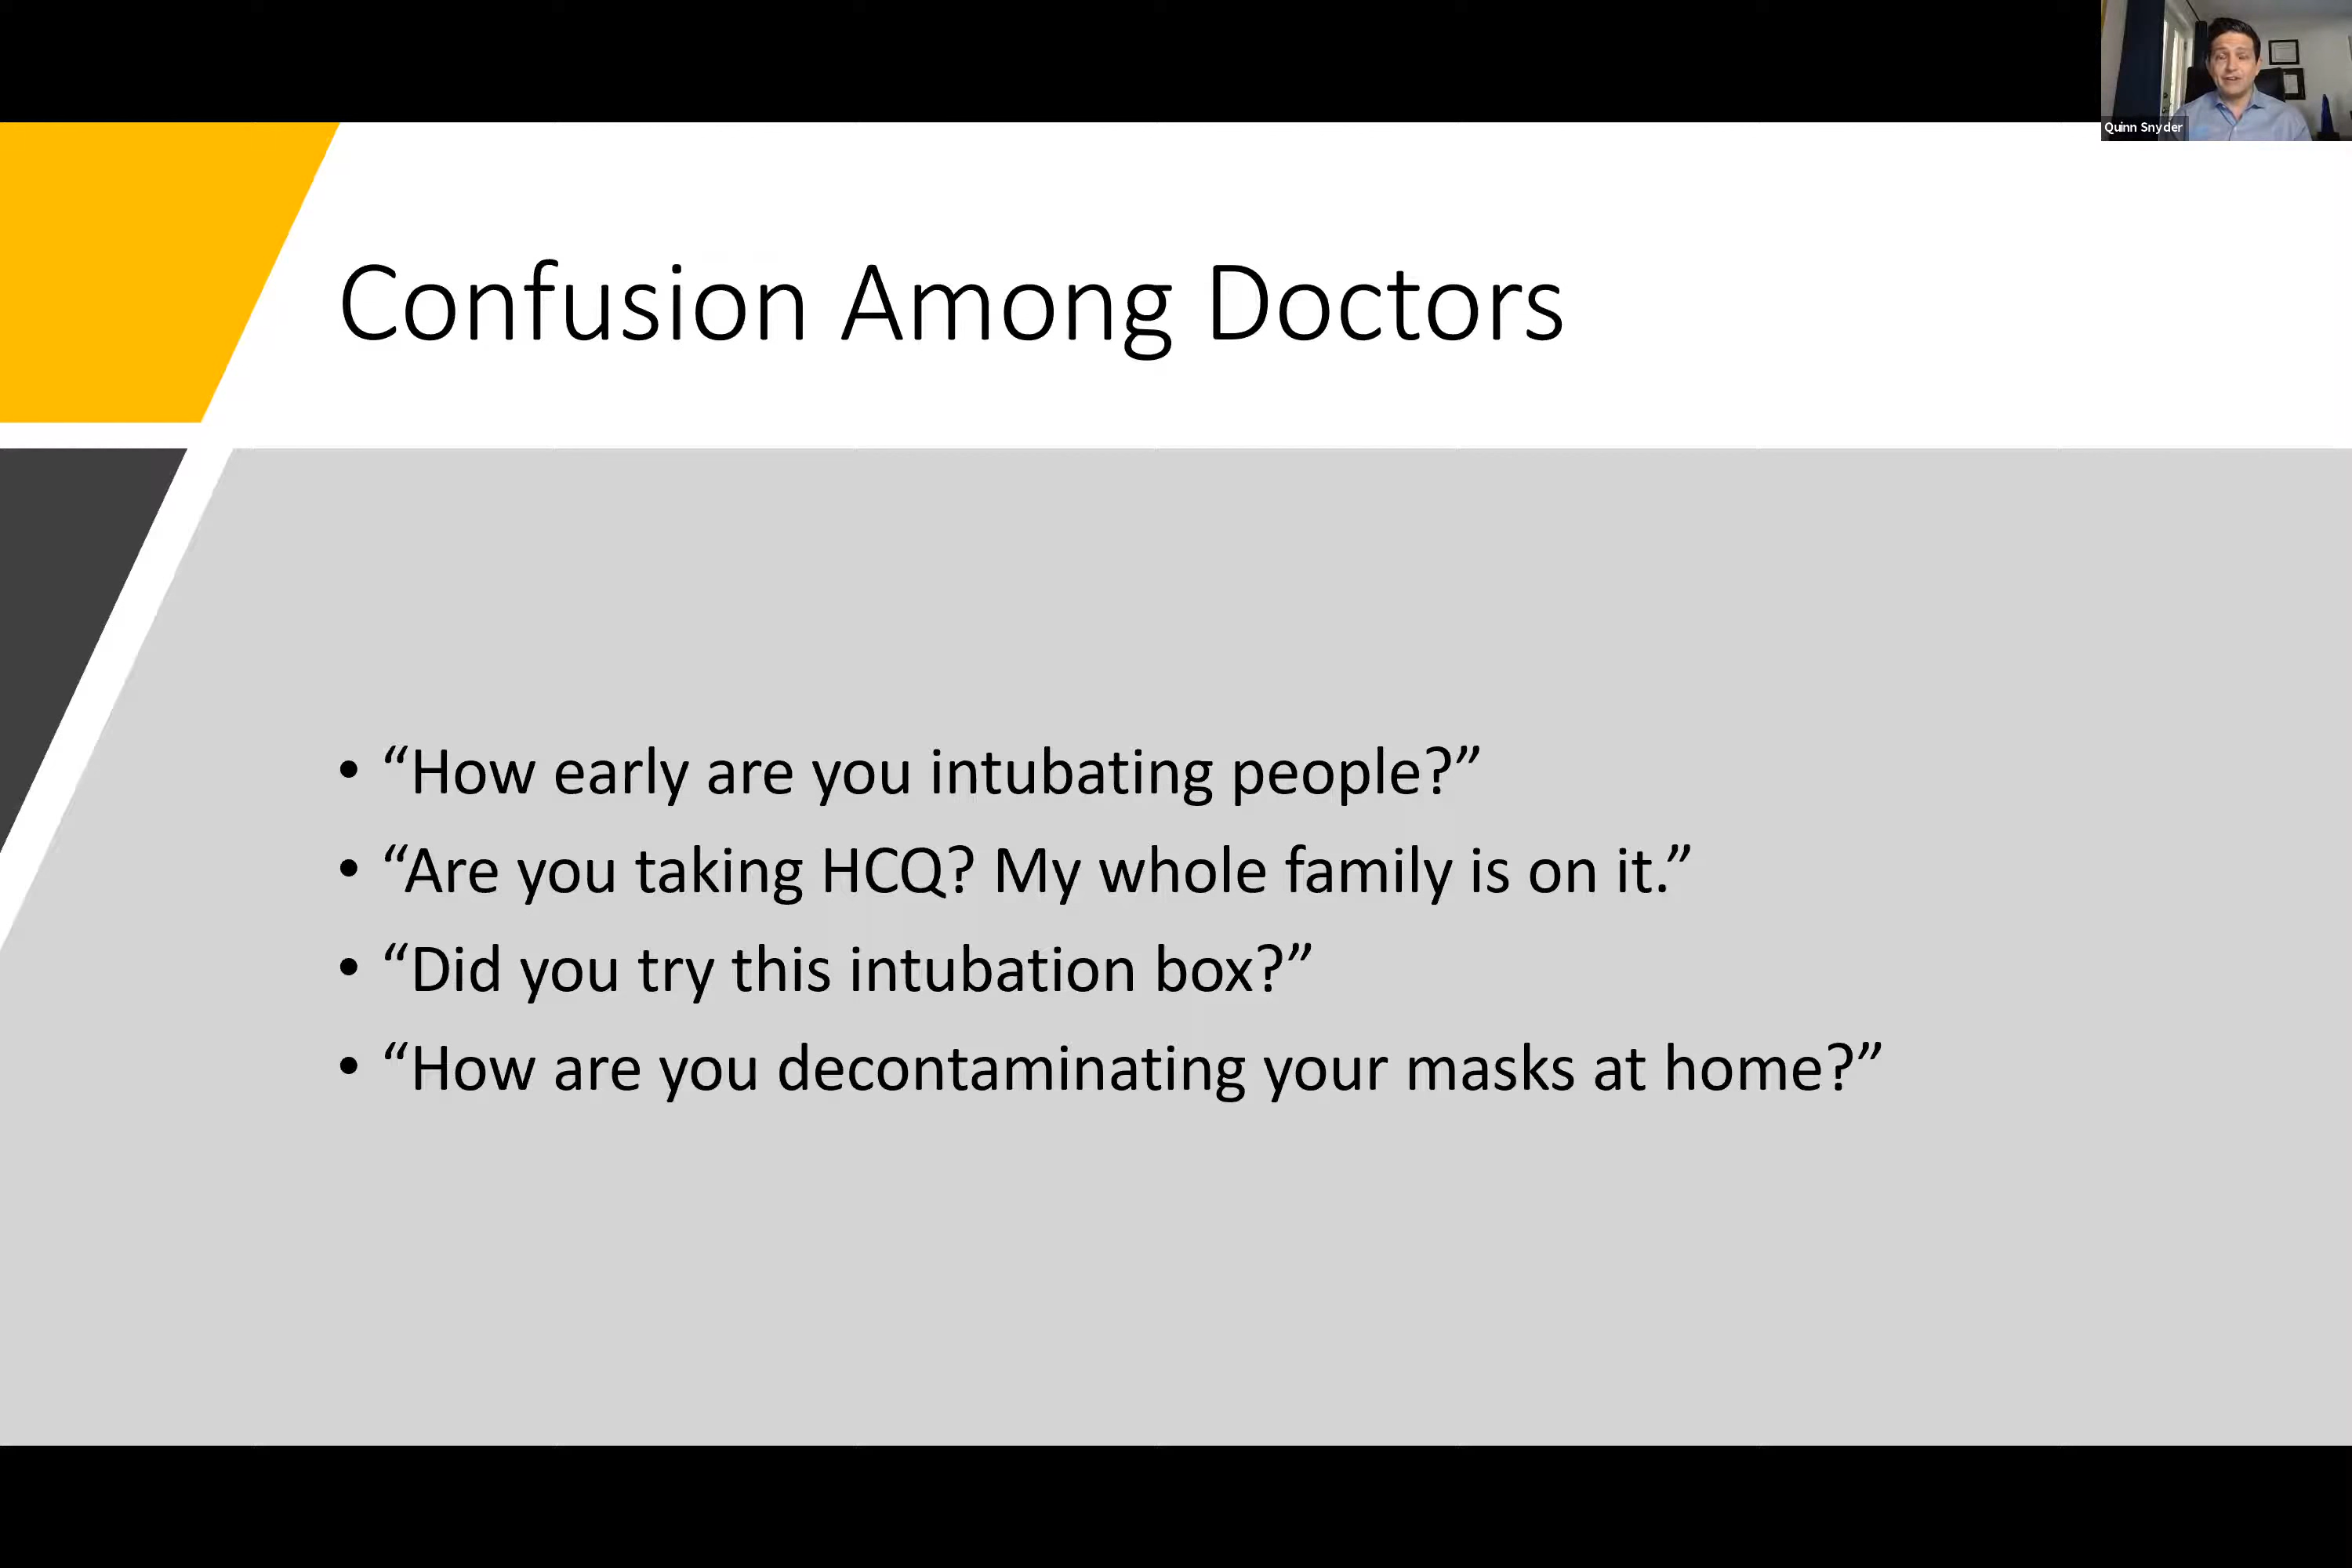 Quinn Snyder
Confusion Among Doctors
• “How early are you intubating people?”
• “Are you taking HCQ? My whole family is on it.”
• “Did you try this intubation box?”
• “How are you decontaminating your masks at home?”